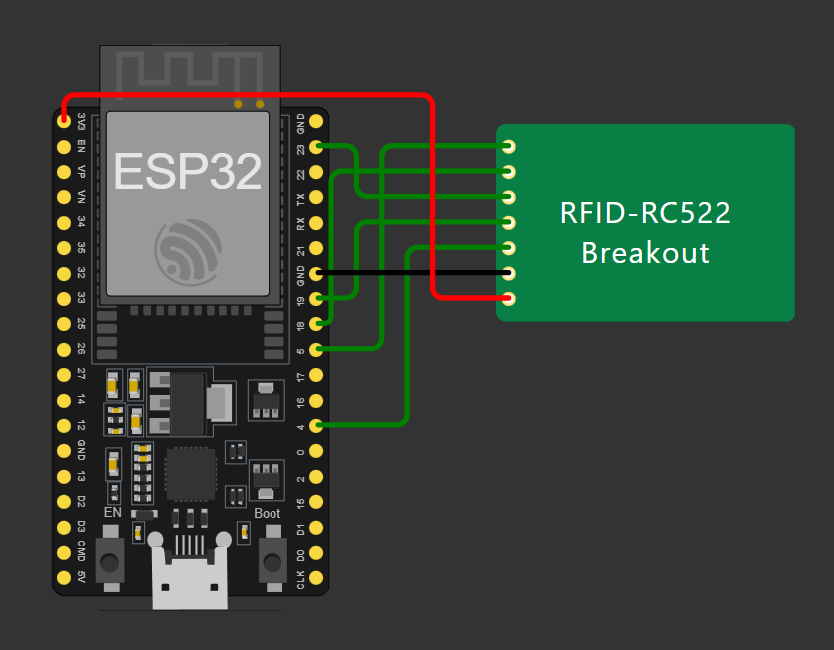 3V3
EN
VP
VN
34
35
32
33
25
26
27
14
12
GND
13
D2
D3
CMD
5V
ESP32
GND
23
22
TX
RX
21
GND
19
18
5
17
16
4
0
2
15
D1
D0
CLK
EN
Boot
RFID-RC522
Breakout